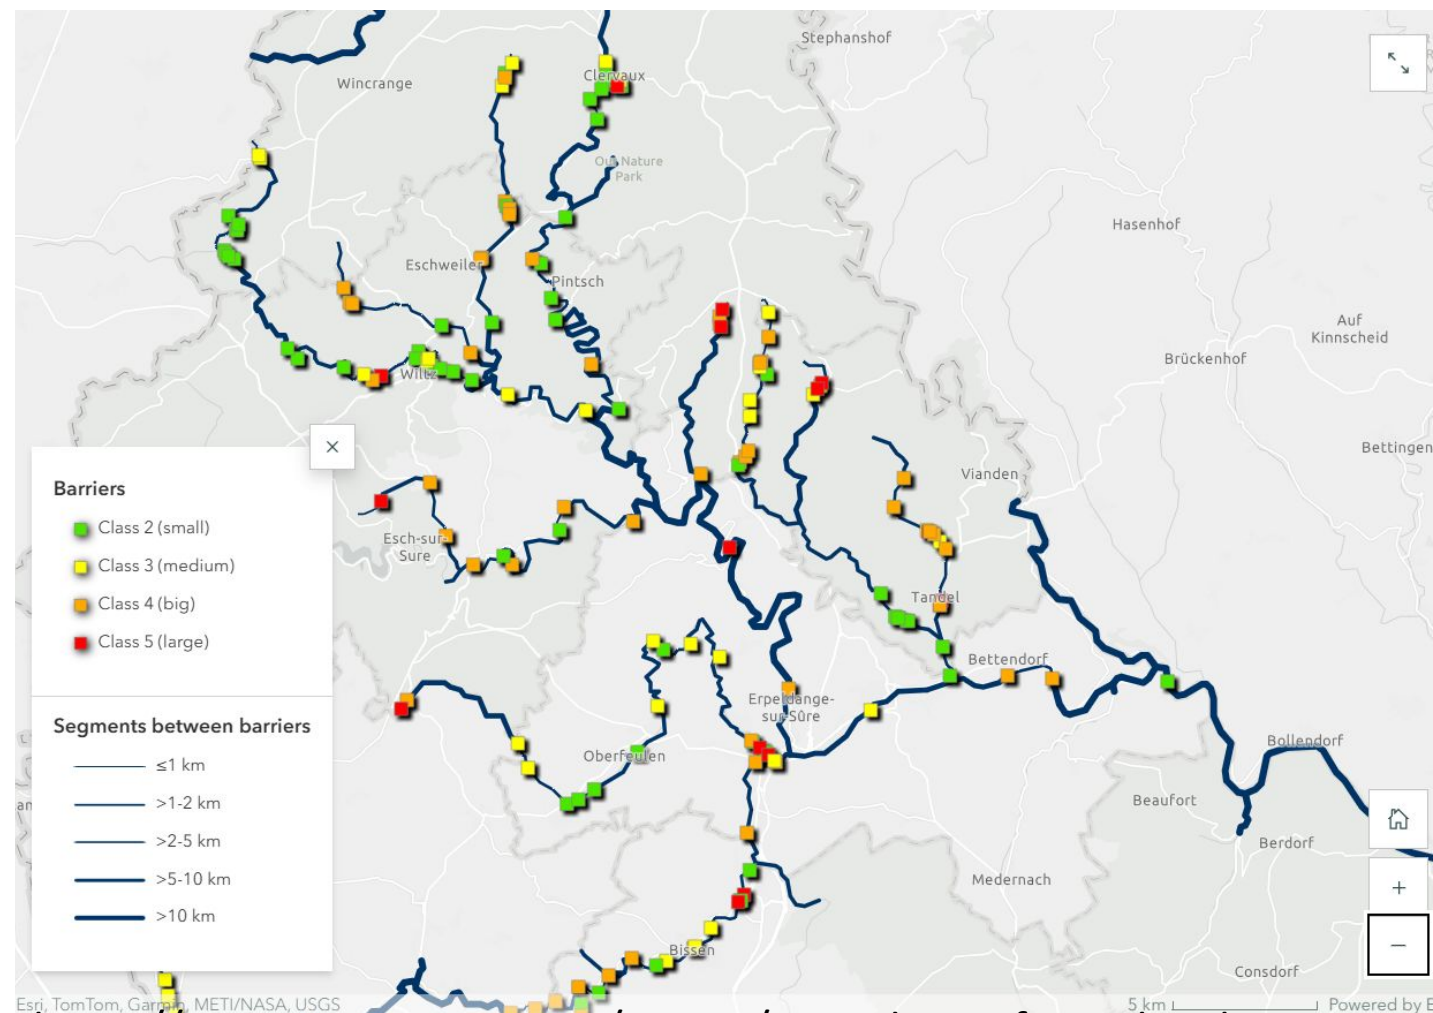 Stephanshof
Wincrange
Clervaux
Our Nature
Park
Hasenhof
Eschweiler
Pintsch
Auf
Kinnscheid
Brückenhof
Wiltz
Bettingen
Vianden
Barriers
Class 2 (small)
Class 3 (medium)
Class 4 (big)
Class 5 (large)
Esch-sur-
Sure
Tandel
Bettendorf
Erpeldange-
sur-Sûre
Segments between barriers
≤1 km
>1-2 km
>2-5 km
>5-10 km
>10 km
Oberfeulen
Bollendorf
Beaufort
Berdorf
Medernach
Bissen
Consdorf
Esri, TomTom, Garmin, METI/NASA, USGS
5 km
Powered by E